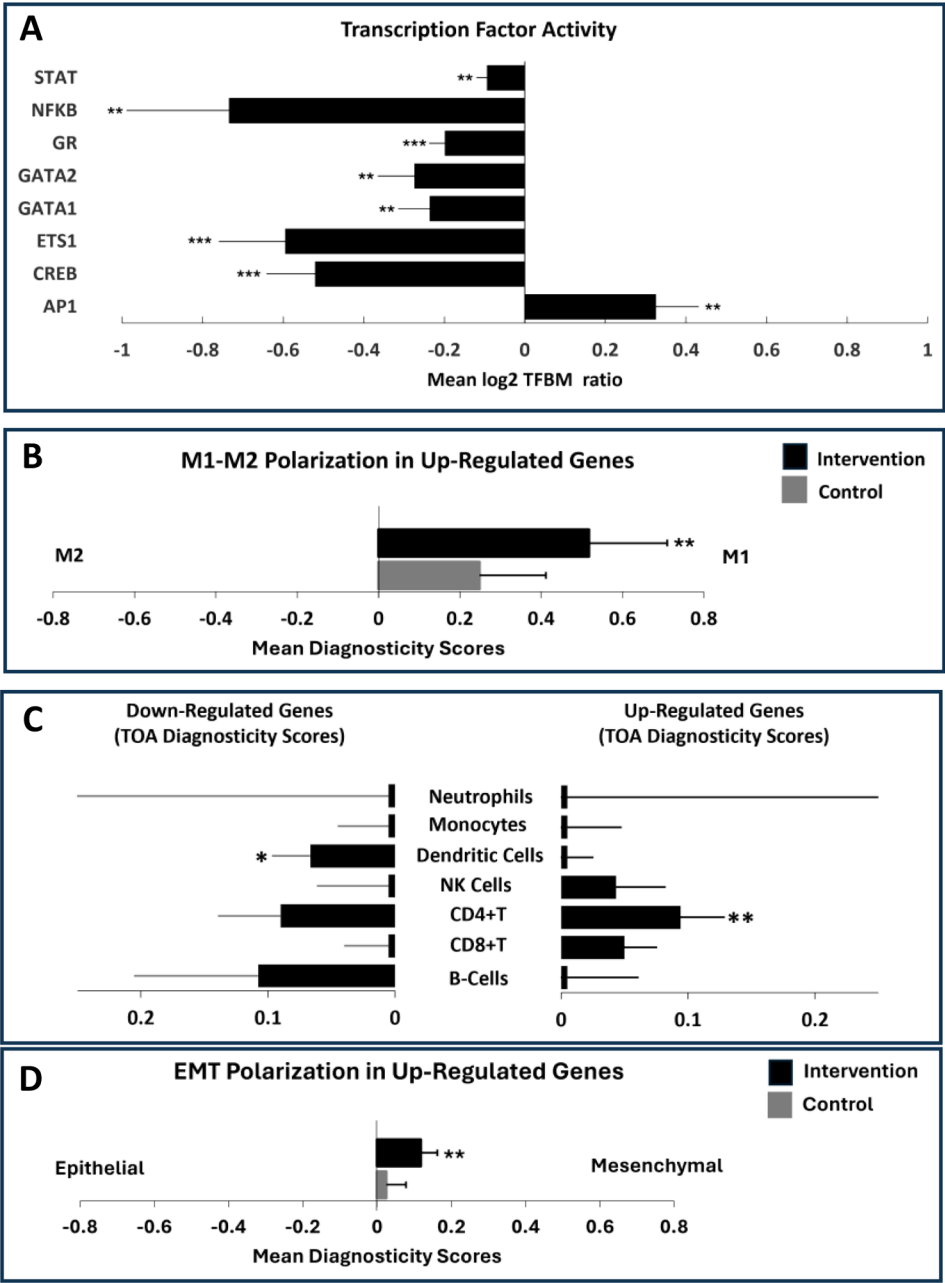 A
Transcription Factor Activity
STAT **
NFKB **
GR ***
GATA2 **
GATA1 **
ETS1 ***
CREB ***
AP1 **
-1 -0.8 -0.6 -0.4 -0.2 0 0.2 0.4 0.6 0.8 1
Mean log2 TFBM ratio
B
M1-M2 Polarization in Up-Regulated Genes
Intervention
Control
**
M2 M1
-0.8 -0.6 -0.4 -0.2 0 0.2 0.4 0.6 0.8
Mean Diagnosticity Scores
C
Down-Regulated Genes
(TOA Diagnosticity Scores)
Up-Regulated Genes
(TOA Diagnosticity Scores)
Neutrophils
Monocytes
* Dendritic Cells
NK Cells
CD4+T **
CD8+T
B-Cells
0.2 0.1 0
0 0.1 0.2
D
EMT Polarization in Up-Regulated Genes
Intervention
Control
**
Epithelial Mesenchymal
-0.8 -0.6 -0.4 -0.2 0 0.2 0.4 0.6 0.8
Mean Diagnosticity Scores